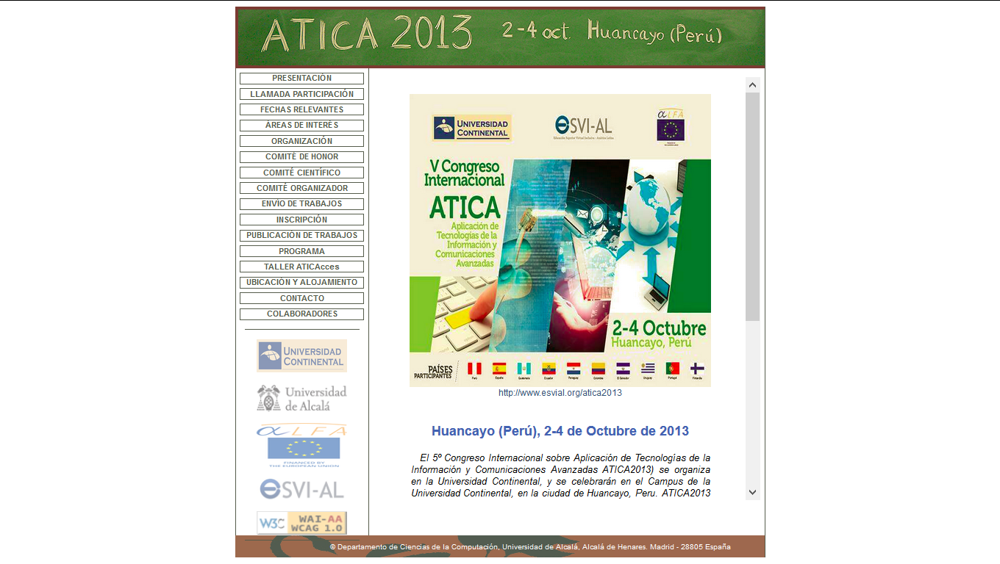 ATICA 2013 2-4 oct. Huancayo (Perú)
PRESENTACIÓN
LLAMADA PARTICIPACIÓN
FECHAS RELEVANTES
ÁREAS DE INTERÉS
ORGANIZACIÓN
COMITÉ DE HONOR
COMITÉ CIENTÍFICO
COMITÉ ORGANIZADOR
ENVÍO DE TRABAJOS
INSCRIPCIÓN
PUBLICACIÓN DE TRABAJOS
PROGRAMA
TALLER ATICAcces
UBICACIÓN Y ALOJAMIENTO
CONTACTO
COLABORADORES
UNIVERSIDAD
CONTINENTAL
Universidad
de Alcalá
αLFA
FINANCED BY
THE EUROPEAN UNION
eSVI-AL
W3C WAI-AA
WCAG 1.0
UNIVERSIDAD
CONTINENTAL
eSVI-AL
Educación Superior Virtual Inclusiva - América Latina
αLFA
V Congreso
Internacional
ATICA
Aplicación de
Tecnologías de la
Información y
Comunicaciones
Avanzadas
2-4 Octubre
Huancayo, Perú
PAÍSES
PARTICIPANTES
Perú España Guatemala Ecuador Paraguay Colombia El Salvador Uruguay Portugal Finlandia
http://www.esvial.org/atica2013
Huancayo (Perú), 2-4 de Octubre de 2013
El 5º Congreso Internacional sobre Aplicación de Tecnologías de la
Información y Comunicaciones Avanzadas ATICA2013) se organiza
en la Universidad Continental, y se celebrarán en el Campus de la
Universidad Continental, en la ciudad de Huancayo, Peru. ATICA2013
© Departamento de Ciencias de la Computación, Universidad de Alcalá, Alcalá de Henares. Madrid - 28805 España